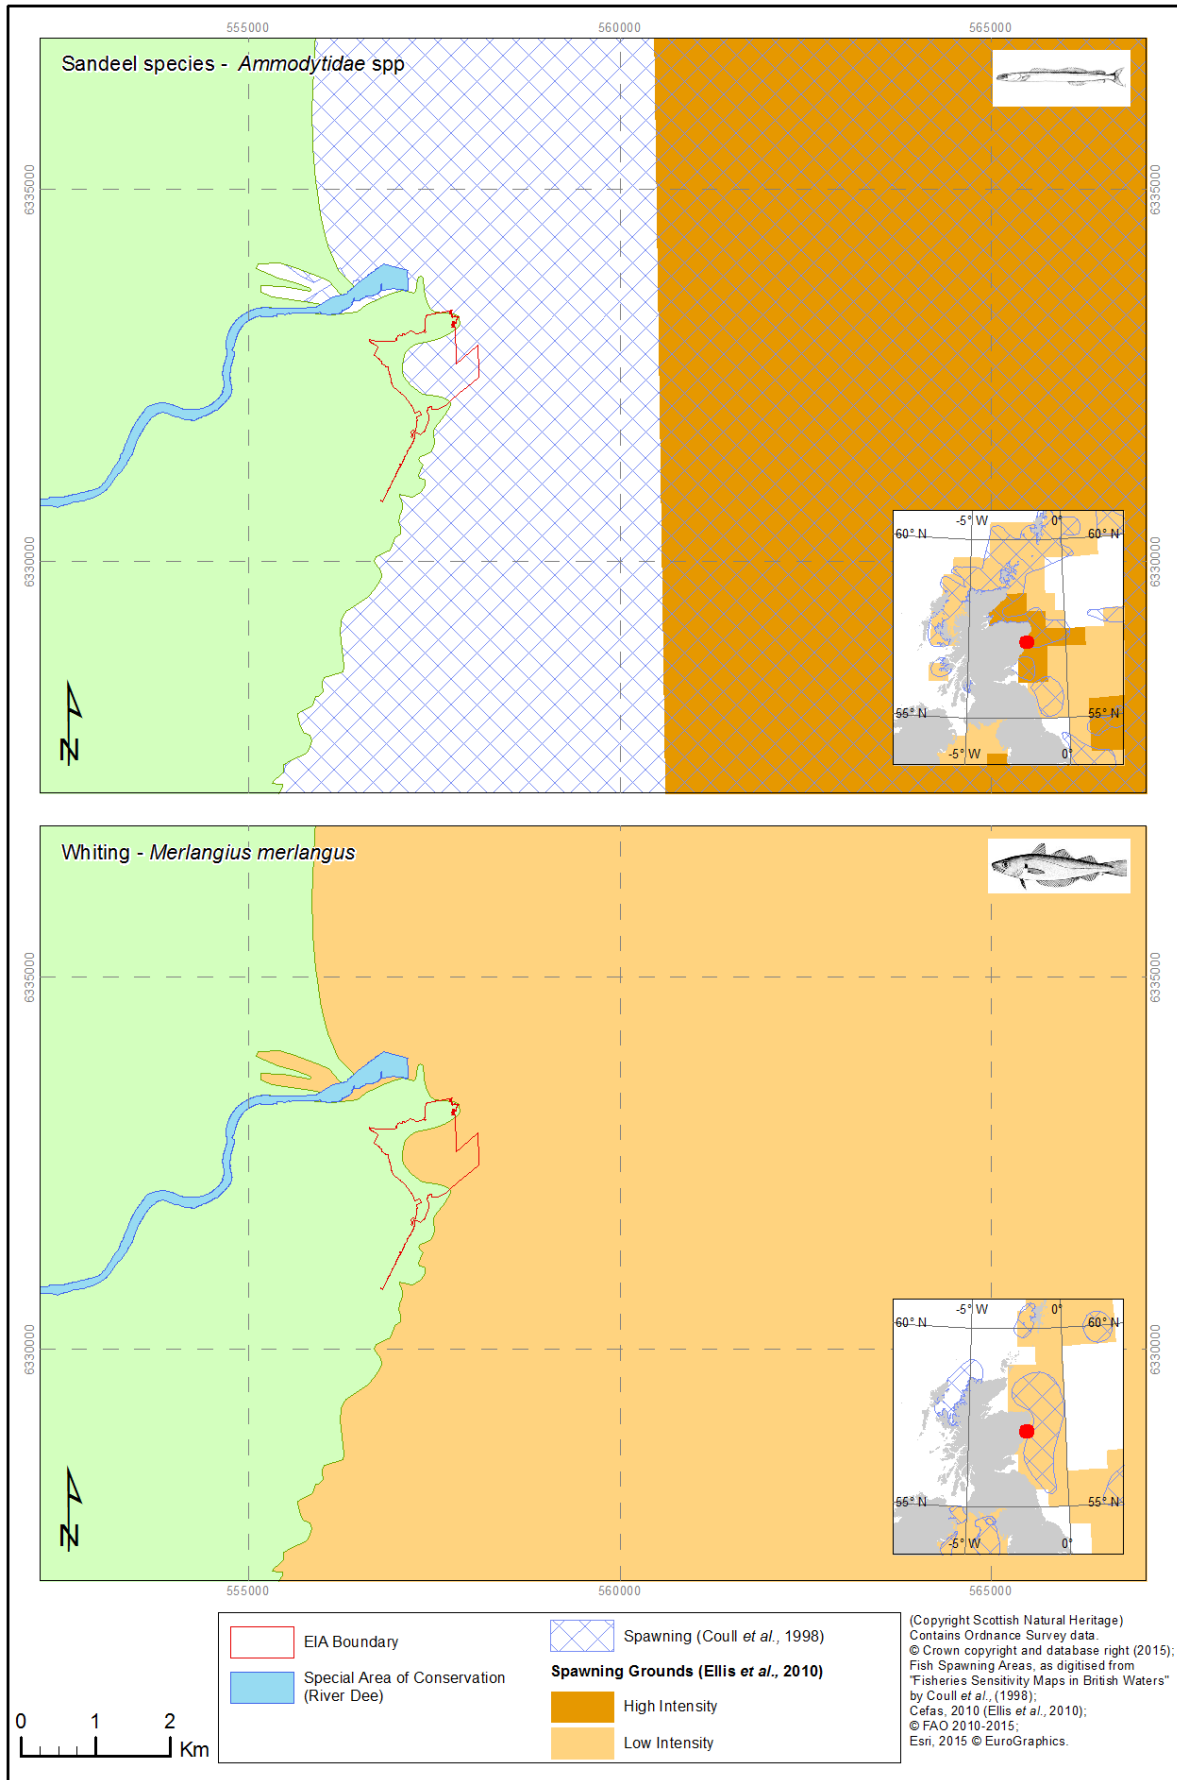 555000 560000 565000
Sandeel species - Ammodytidae spp
6335000 6335000
6330000 6330000
-5° W 0°
60° N 60° N
55° N 55° N
-5° W 0°
N
Whiting - Merlangius merlangus
6335000 6335000
6330000 6330000
-5° W 0°
60° N 60° N
55° N 55° N
-5° W 0°
N
555000 560000 565000
EIA Boundary
Special Area of Conservation
(River Dee)
Spawning (Coull et al., 1998)
Spawning Grounds (Ellis et al., 2010)
High Intensity
Low Intensity
(Copyright Scottish Natural Heritage)
Contains Ordnance Survey data.
© Crown copyright and database right (2015);
Fish Spawning Areas, as digitised from
"Fisheries Sensitivity Maps in British Waters"
by Coull et al., (1998);
Cefas, 2010 (Ellis et al., 2010);
© FAO 2010-2015;
Esri, 2015 © EuroGraphics.
0 1 2
Km